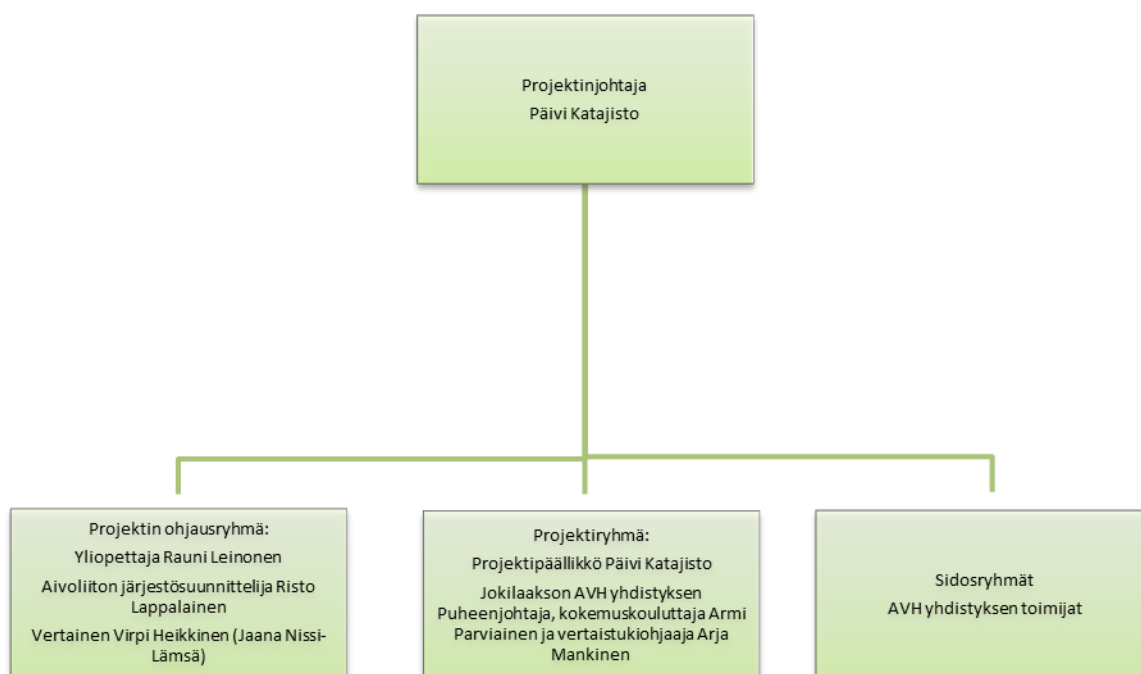 Projektinjohtaja
Päivi Katajisto
Projektin ohjausryhmä:
Yliopettaja Rauni Leinonen
Aivoliiton järjestösuunnittelija Risto
Lappalainen
Vertainen Virpi Heikkinen (Jaana Nissi-
Lämsä)
Projektiryhmä:
Projektipäällikkö Päivi Katajisto
Jokilaakson AVH yhdistyksen
Puheenjohtaja, kokemuskouluttaja Armi
Parviainen ja vertaistukiohjaaja Arja
Mankinen
Sidosryhmät
AVH yhdistyksen toimijat